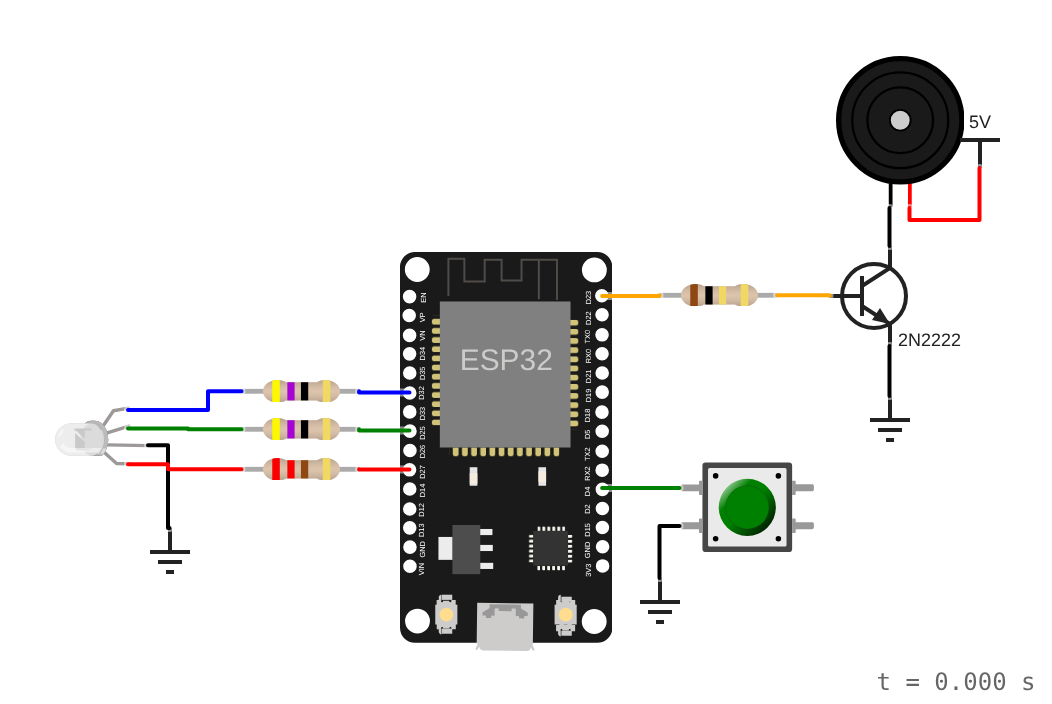 5V
2N2222
ESP32
EN
VP
VN
D34
D35
D32
D33
D25
D26
D27
D14
D12
D13
GND
VIN
D23
D22
TX0
RX0
D21
D19
D18
D5
TX2
RX2
D4
D2
D15
GND
3V3
t = 0.000 s